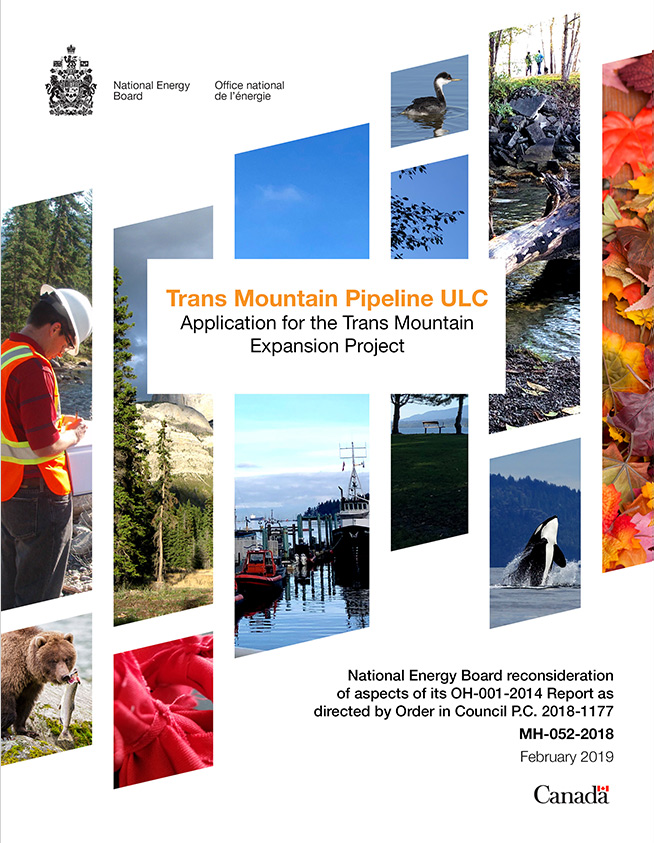 National Energy Board
Office national de l'énergie
Trans Mountain Pipeline ULC
Application for the Trans Mountain
Expansion Project
National Energy Board reconsideration
of aspects of its OH-001-2014 Report as
directed by Order in Council P.C. 2018-1177
MH-052-2018
February 2019
Canada